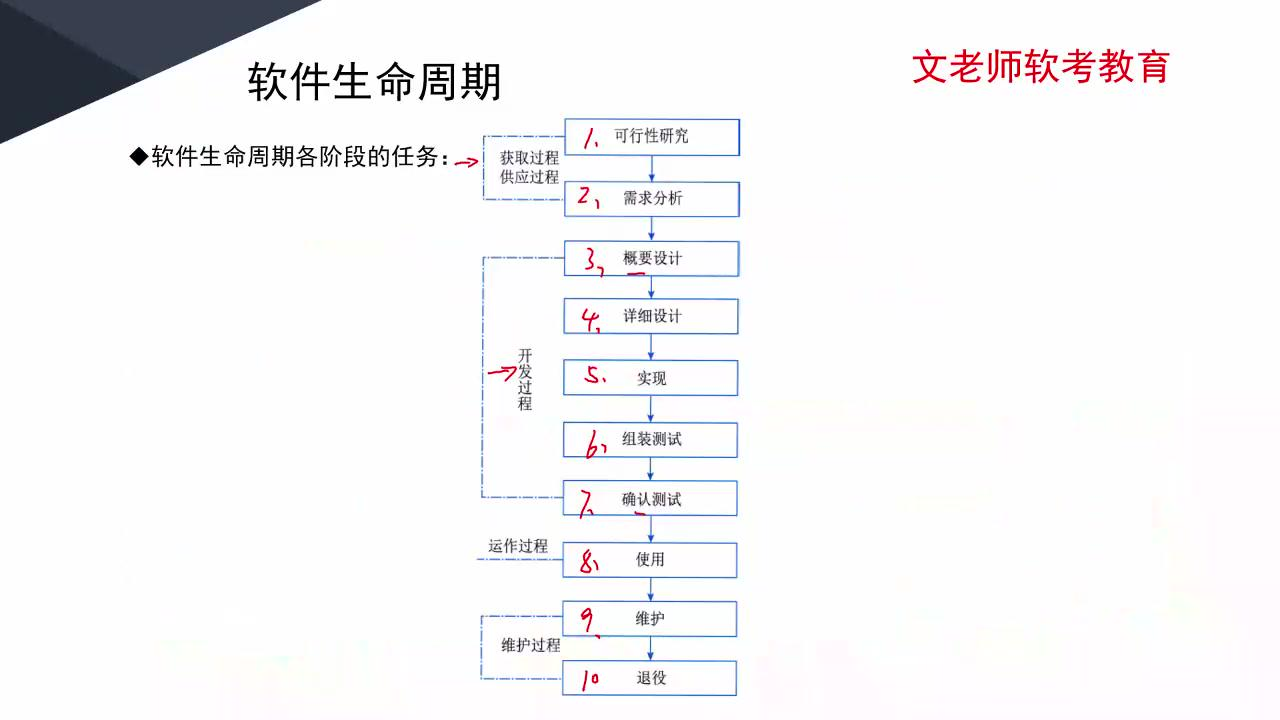 软件生命周期
文老师软考教育
◆软件生命周期各阶段的任务：
获取过程
供应过程
1、可行性研究
2、需求分析
3、概要设计
4、详细设计
开发过程
5、实现
6、组装测试
7、确认测试
运作过程
8、使用
9、维护
维护过程
10 退役